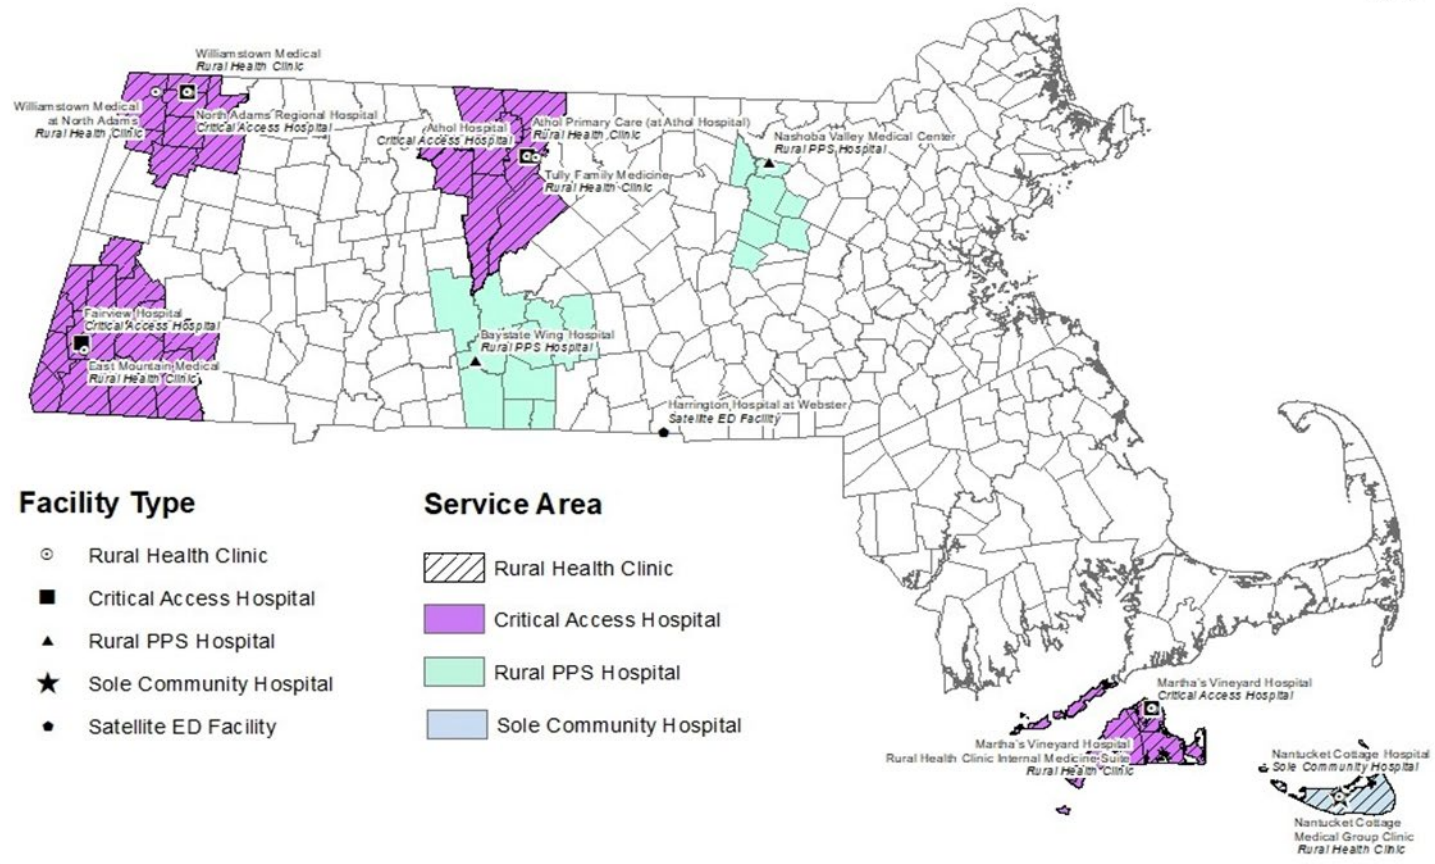 Williamstown Medical
Rural Health Clinic
Williamstown Medical
at North Adams
Rural Health Clinic
North Adams Regional Hospital
Critical Access Hospital
Athol Hospital
Critical Access Hospital
Athol Primary Care (at Athol Hospital)
Rural Health Clinic
Tully Family Medicine
Rural Health Clinic
Nashoba Valley Medical Center
Rural PPS Hospital
Fairview Hospital
Critical Access Hospital
East Mountain Medical
Rural Health Clinic
Baystate Wing Hospital
Rural PPS Hospital
Harrington Hospital at Webster
Satellite ED Facility
Facility Type
Rural Health Clinic
Critical Access Hospital
Rural PPS Hospital
Sole Community Hospital
Satellite ED Facility
Service Area
Rural Health Clinic
Critical Access Hospital
Rural PPS Hospital
Sole Community Hospital
Martha's Vineyard Hospital
Critical Access Hospital
Martha's Vineyard Hospital
Rural Health Clinic Internal Medicine Suite
Rural Health Clinic
Nantucket Cottage Hospital
Sole Community Hospital
Nantucket Cottage
Medical Group Clinic
Rural Health Clinic